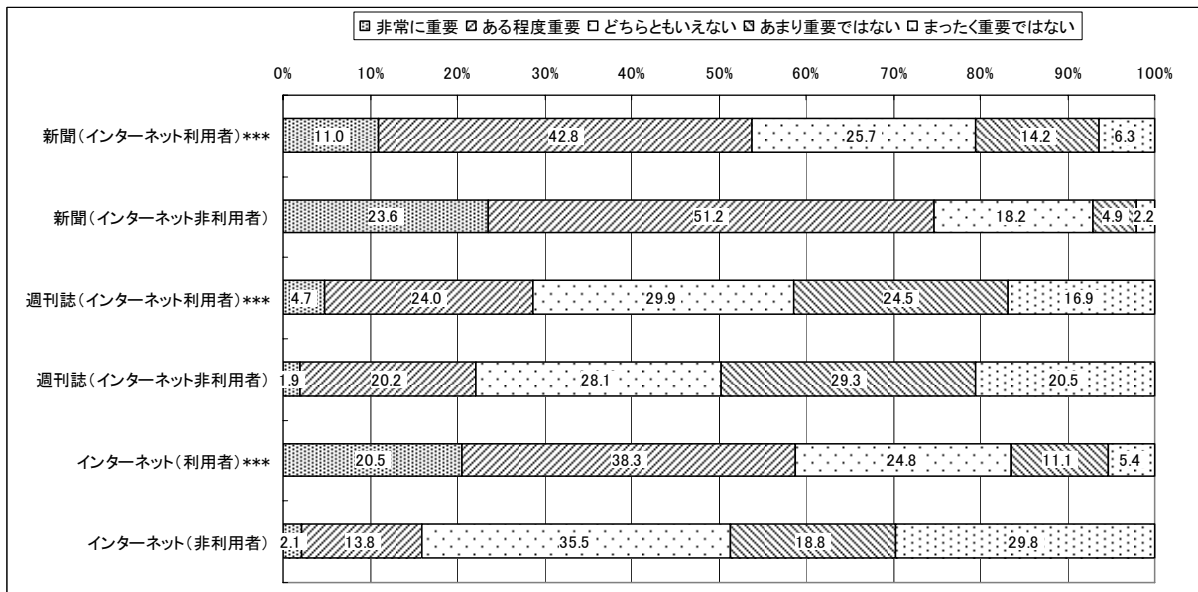 非常に重要 ある程度重要 どちらともいえない あまり重要ではない まったく重要ではない
0% 10% 20% 30% 40% 50% 60% 70% 80% 90% 100%
新聞(インターネット利用者)*** 11.0 42.8 25.7 14.2 6.3
新聞(インターネット非利用者) 23.6 51.2 18.2 4.9 2.2
週刊誌(インターネット利用者)*** 4.7 24.0 29.9 24.5 16.9
週刊誌(インターネット非利用者) 1.9 20.2 28.1 29.3 20.5
インターネット(利用者)*** 20.5 38.3 24.8 11.1 5.4
インターネット(非利用者) 2.1 13.8 35.5 18.8 29.8